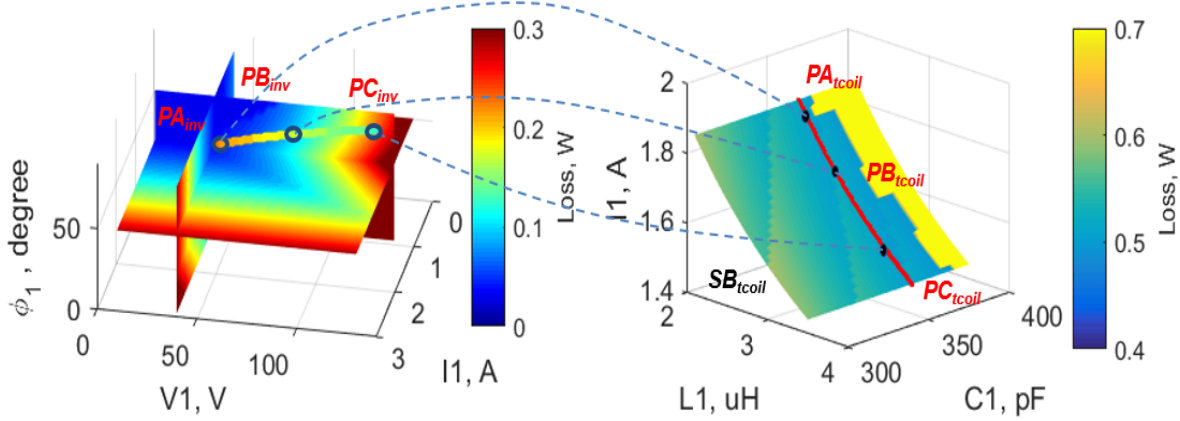 PA_inv
PB_inv
PC_inv
50
0
ϕ_1 , degree
0
50
100
V1, V
0
1
2
3
I1, A
0.3
0.2
0.1
0
Loss, W
PA_tcoil
PB_tcoil
PC_tcoil
SB_tcoil
2
1.8
1.6
1.4
I1, A
2
3
4
L1, uH
300
350
400
C1, pF
0.7
0.6
0.5
0.4
Loss, W